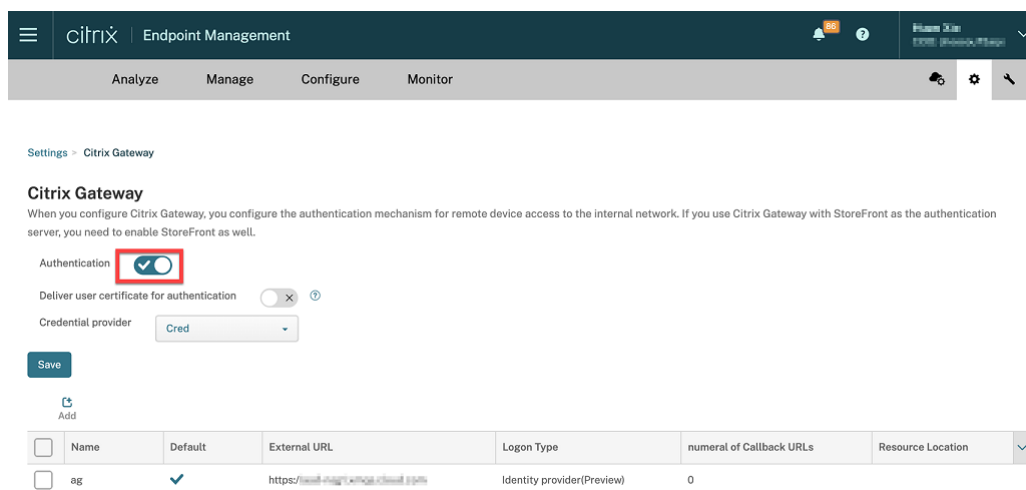 citrix | Endpoint Management
86
Analyze Manage Configure Monitor
Settings > Citrix Gateway
Citrix Gateway
When you configure Citrix Gateway, you configure the authentication mechanism for remote device access to the internal network. If you use Citrix Gateway with StoreFront as the authentication
server, you need to enable StoreFront as well.
Authentication
Deliver user certificate for authentication
Credential provider Cred
Save
Add
Name Default External URL Logon Type numeral of Callback URLs Resource Location
ag https:/ Identity provider(Preview) 0